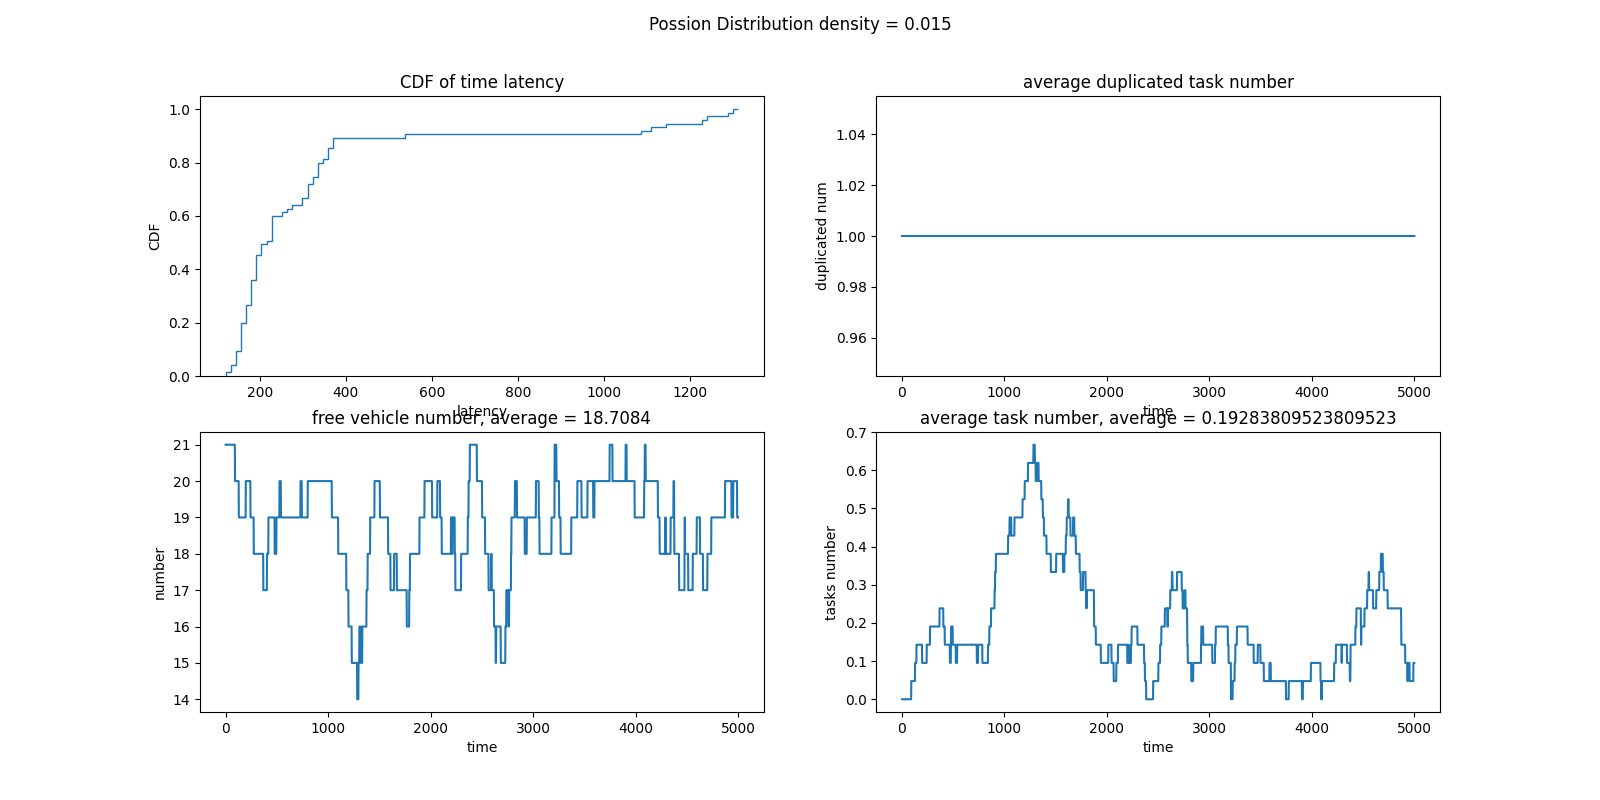 Possion Distribution density = 0.015
CDF of time latency
1.0
0.8
0.6
0.4
0.2
0.0
CDF
200 400 600 800 1000 1200
latency
average duplicated task number
1.04
1.02
1.00
0.98
0.96
duplicated num
0 1000 2000 3000 4000 5000
time
free vehicle number, average = 18.7084
21
20
19
18
17
16
15
14
number
0 1000 2000 3000 4000 5000
time
average task number, average = 0.19283809523809523
0.7
0.6
0.5
0.4
0.3
0.2
0.1
0.0
tasks number
0 1000 2000 3000 4000 5000
time